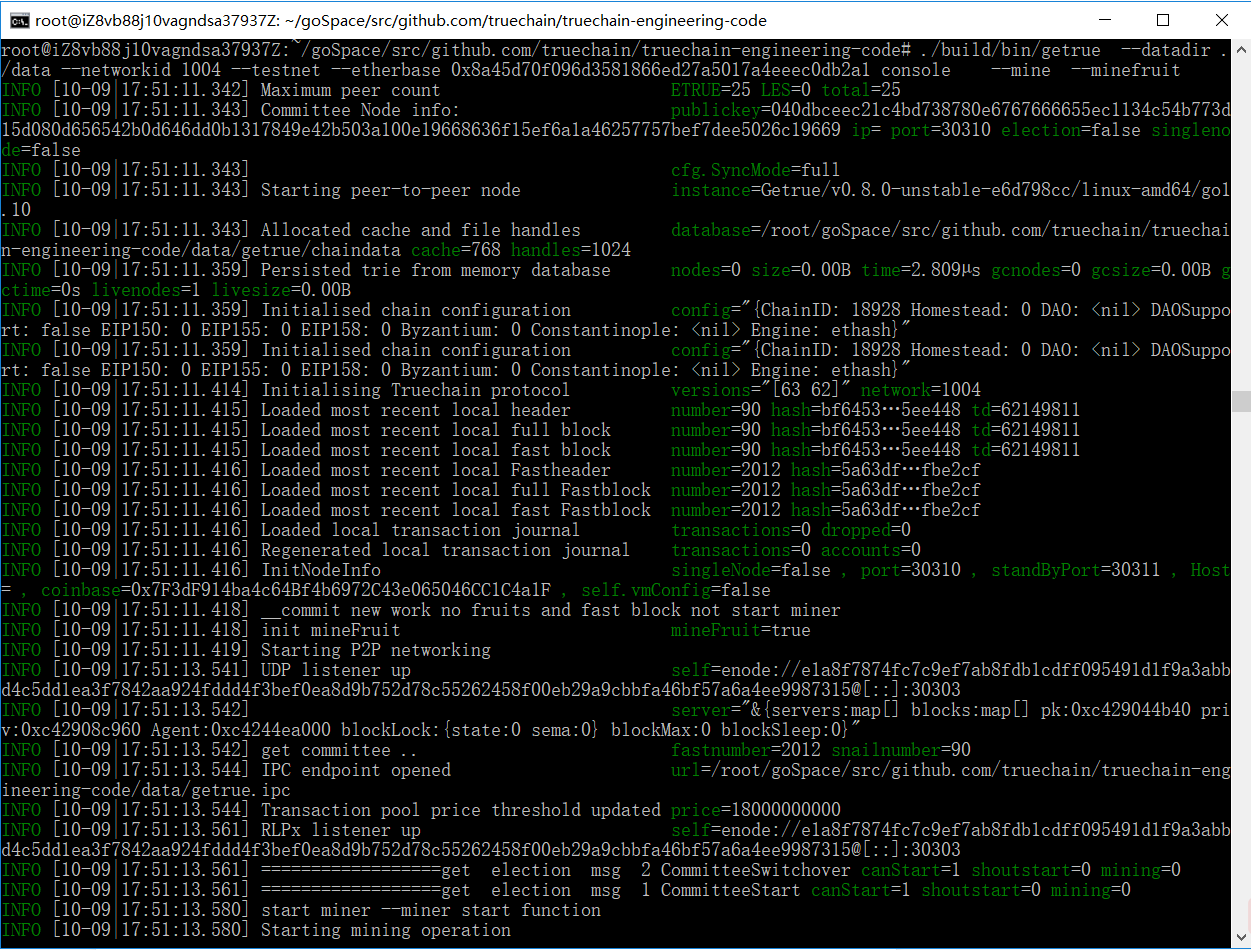 root@iZ8vb88j10vagndsa37937Z: ~/goSpace/src/github.com/truechain/truechain-engineering-code
root@iZ8vb88j10vagndsa37937Z:~/goSpace/src/github.com/truechain/truechain-engineering-code# ./build/bin/getrue  --datadir .
/data --networkid 1004 --testnet --etherbase 0x8a45d70f096d3581866ed27a5017a4eeec0db2a1 console    --mine  --minefruit
INFO [10-09|17:51:11.342] Maximum peer count                       ETRUE=25 LES=0 total=25
INFO [10-09|17:51:11.343] Committee Node info:                     publickey=040dbceec21c4bd738780e6767666655ec1134c54b773d
15d080d656542b0d646dd0b1317849e42b503a100e19668636f15ef6a1a46257757bef7dee5026c19669 ip= port=30310 election=false singleno
de=false
INFO [10-09|17:51:11.343]                                          cfg.SyncMode=full
INFO [10-09|17:51:11.343] Starting peer-to-peer node               instance=Getrue/v0.8.0-unstable-e6d798cc/linux-amd64/go1
.10
INFO [10-09|17:51:11.343] Allocated cache and file handles         database=/root/goSpace/src/github.com/truechain/truechai
n-engineering-code/data/getrue/chaindata cache=768 handles=1024
INFO [10-09|17:51:11.359] Persisted trie from memory database      nodes=0 size=0.00B time=2.809µs gcnodes=0 gcsize=0.00B g
ctime=0s livenodes=1 livesize=0.00B
INFO [10-09|17:51:11.359] Initialised chain configuration          config="{ChainID: 18928 Homestead: 0 DAO: <nil> DAOSuppo
rt: false EIP150: 0 EIP155: 0 EIP158: 0 Byzantium: 0 Constantinople: <nil> Engine: ethash}"
INFO [10-09|17:51:11.359] Initialised chain configuration          config="{ChainID: 18928 Homestead: 0 DAO: <nil> DAOSuppo
rt: false EIP150: 0 EIP155: 0 EIP158: 0 Byzantium: 0 Constantinople: <nil> Engine: ethash}"
INFO [10-09|17:51:11.414] Initialising Truechain protocol          versions="[63 62]" network=1004
INFO [10-09|17:51:11.415] Loaded most recent local header          number=90 hash=bf6453…5ee448 td=62149811
INFO [10-09|17:51:11.415] Loaded most recent local full block      number=90 hash=bf6453…5ee448 td=62149811
INFO [10-09|17:51:11.415] Loaded most recent local fast block      number=90 hash=bf6453…5ee448 td=62149811
INFO [10-09|17:51:11.416] Loaded most recent local Fastheader      number=2012 hash=5a63df…fbe2cf
INFO [10-09|17:51:11.416] Loaded most recent local full Fastblock  number=2012 hash=5a63df…fbe2cf
INFO [10-09|17:51:11.416] Loaded most recent local fast Fastblock  number=2012 hash=5a63df…fbe2cf
INFO [10-09|17:51:11.416] Loaded local transaction journal         transactions=0 dropped=0
INFO [10-09|17:51:11.416] Regenerated local transaction journal    transactions=0 accounts=0
INFO [10-09|17:51:11.416] InitNodeInfo                             singleNode=false , port=30310 , standByPort=30311 , Host
= , coinbase=0x7F3dF914ba4c64Bf4b6972C43e065046CC1C4a1F , self.vmConfig=false
INFO [10-09|17:51:11.418] __commit new work no fruits and fast block not start miner
INFO [10-09|17:51:11.418] init mineFruit                           mineFruit=true
INFO [10-09|17:51:11.419] Starting P2P networking
INFO [10-09|17:51:13.541] UDP listener up                          self=enode://e1a8f7874fc7c9ef7ab8fdb1cdff095491d1f9a3abb
d4c5dd1ea3f7842aa924fddd4f3bef0ea8d9b752d78c55262458f00eb29a9cbbfa46bf57a6a4ee9987315@[::]:30303
INFO [10-09|17:51:13.542]                                          server="&{servers:map[] blocks:map[] pk:0xc429044b40 pri
v:0xc42908c960 Agent:0xc4244ea000 blockLock:{state:0 sema:0} blockMax:0 blockSleep:0}"
INFO [10-09|17:51:13.542] get committee ..                         fastnumber=2012 snailnumber=90
INFO [10-09|17:51:13.544] IPC endpoint opened                      url=/root/goSpace/src/github.com/truechain/truechain-eng
ineering-code/data/getrue.ipc
INFO [10-09|17:51:13.544] Transaction pool price threshold updated price=18000000000
INFO [10-09|17:51:13.561] RLPx listener up                         self=enode://e1a8f7874fc7c9ef7ab8fdb1cdff095491d1f9a3abb
d4c5dd1ea3f7842aa924fddd4f3bef0ea8d9b752d78c55262458f00eb29a9cbbfa46bf57a6a4ee9987315@[::]:30303
INFO [10-09|17:51:13.561] ==================get  election  msg  2 CommitteeSwitchover canStart=1 shoutstart=0 mining=0
INFO [10-09|17:51:13.561] ==================get  election  msg  1 CommitteeStart canStart=1 shoutstart=0 mining=0
INFO [10-09|17:51:13.580] start miner --miner start function
INFO [10-09|17:51:13.580] Starting mining operation